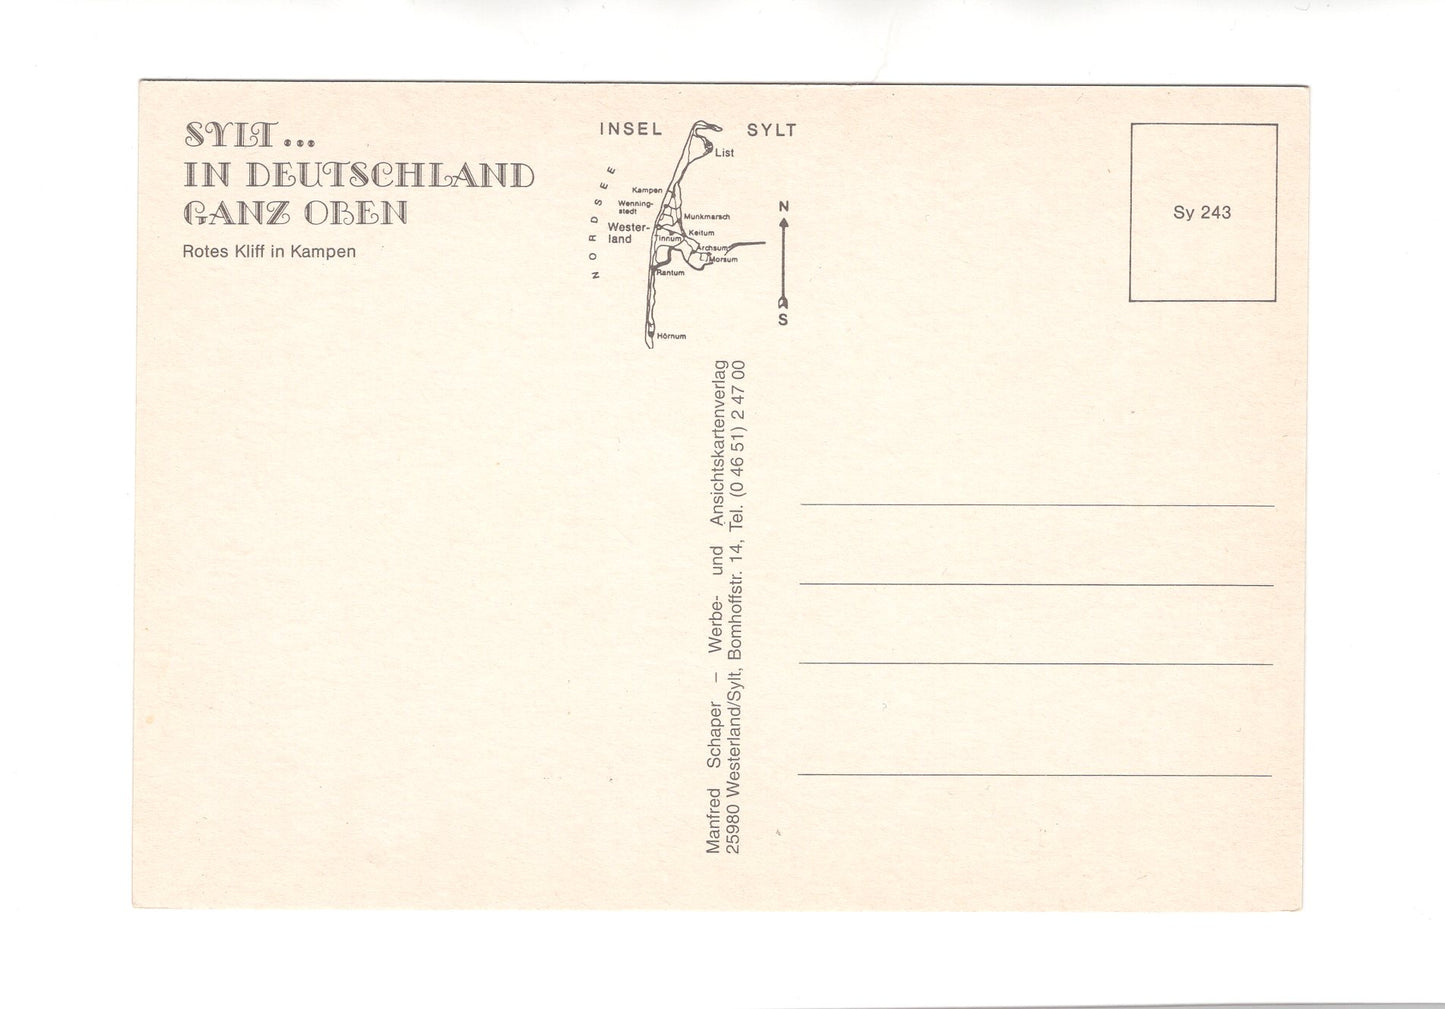 SYLT...
IN DEUTSCHLAND
GANZ OBEN
Rotes Kliff in Kampen
INSEL SYLT
NORDSEE
List
Kampen
Wenning-
stedt
Munkmarsch
Wester-
land
Keitum
Tinnum
Archsum
Morsum
Rantum
Hörnum
N
S
Sy 243
Manfred Schaper – Werbe- und Ansichtskartenverlag
25980 Westerland/Sylt, Bomhoffstr. 14, Tel. (0 46 51) 2 47 00